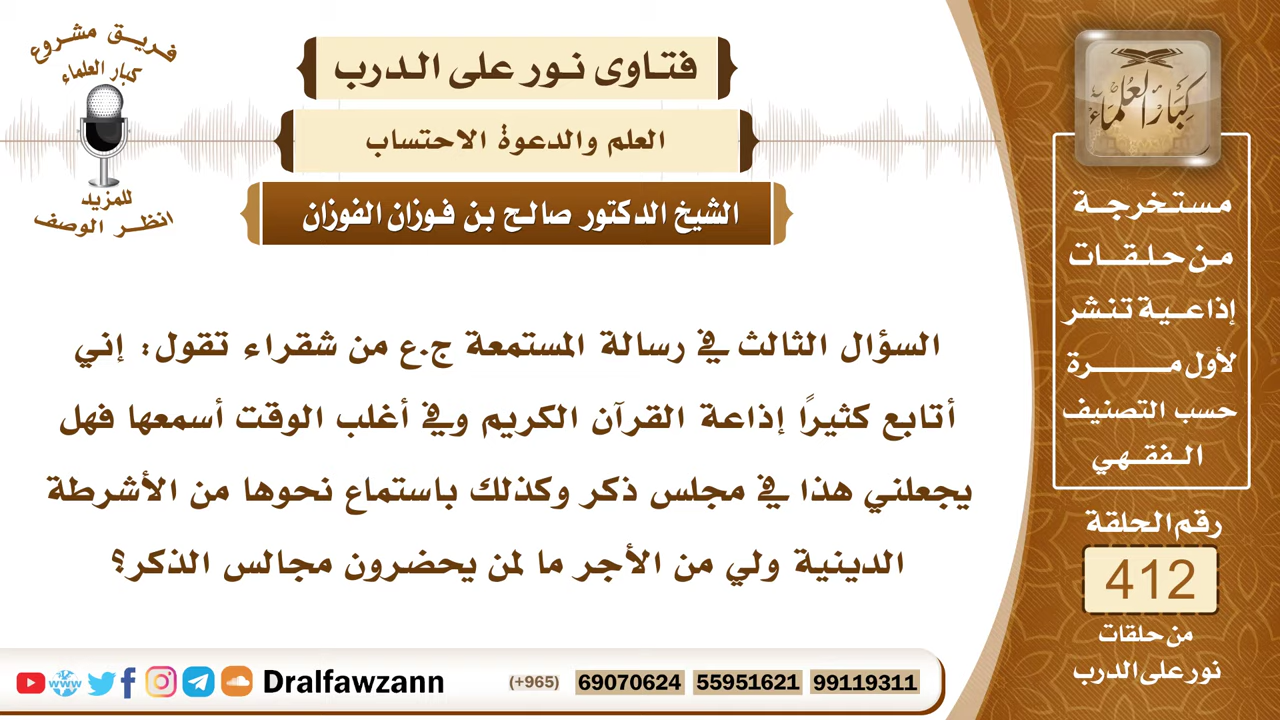 فريق مشروع
كبار العلماء
للمزيد
انظر الوصف
فتاوى نور على الدرب
العلم والدعوة الاحتساب
الشيخ الدكتور صالح بن فوزان الفوزان
السؤال الثالث في رسالة المستمعة ج.ع من شقراء تقول: إني
أتابع كثيرًا إذاعة القرآن الكريم وفي أغلب الوقت أسمعها فهل
يجعلني هذا في مجلس ذكر وكذلك باستماع نحوها من الأشرطة
الدينية ولي من الأجر ما لمن يحضرون مجالس الذكر؟
كبار العلماء
مستخرجة
من حلقات
إذاعية تنشر
لأول مرة
حسب التصنيف
الفقهي
رقم الحلقة
412
من حلقات
نور على الدرب
www Dralfawzann (+965) 69070624 55951621 99119311